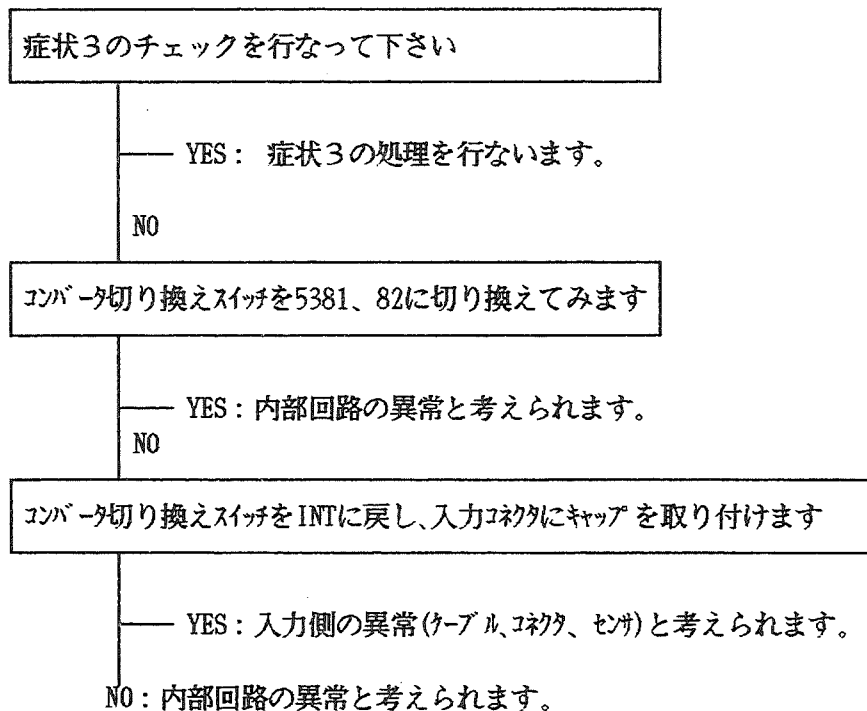 症状３のチェックを行なって下さい
YES： 症状３の処理を行ないます。
NO
ｺﾝﾊﾞｰﾀ切り換えｽｲｯﾁを5381、82に切り換えてみます
YES：内部回路の異常と考えられます。
NO
ｺﾝﾊﾞｰﾀ切り換えｽｲｯﾁをINTに戻し、入力ｺﾈｸﾀにｷｬｯﾌﾟを取り付けます
YES：入力側の異常(ｹｰﾌﾞﾙ、ｺﾈｸﾀ、ｾﾝｻ)と考えられます。
NO：内部回路の異常と考えられます。